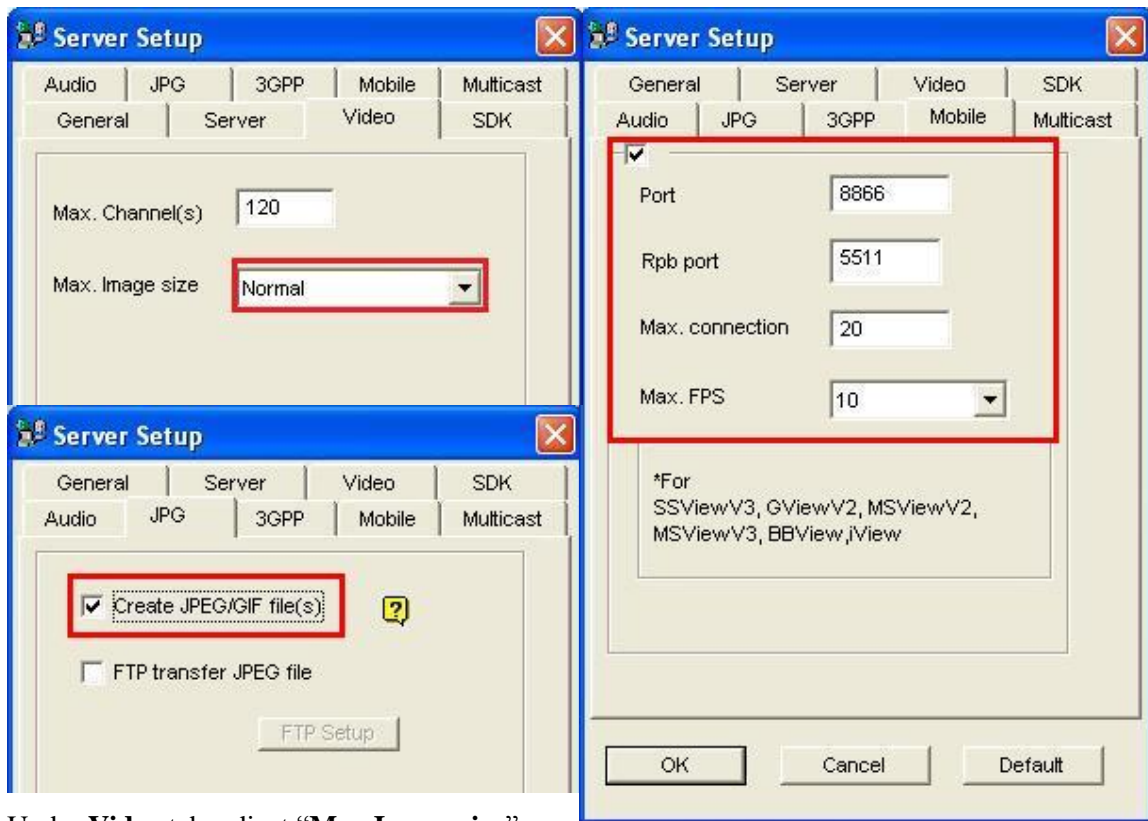 Server Setup
Audio JPG 3GPP Mobile Multicast
General Server Video SDK
Max. Channel(s) 120
Max. Image size Normal
Server Setup
General Server Video SDK
Audio JPG 3GPP Mobile Multicast
Create JPEG/GIF file(s)
FTP transfer JPEG file
FTP Setup
Server Setup
General Server Video SDK
Audio JPG 3GPP Mobile Multicast
Port 8866
Rpb port 5511
Max. connection 20
Max. FPS 10
*For
SSViewV3, GViewV2, MSViewV2,
MSViewV3, BBView,iView
OK Cancel Default